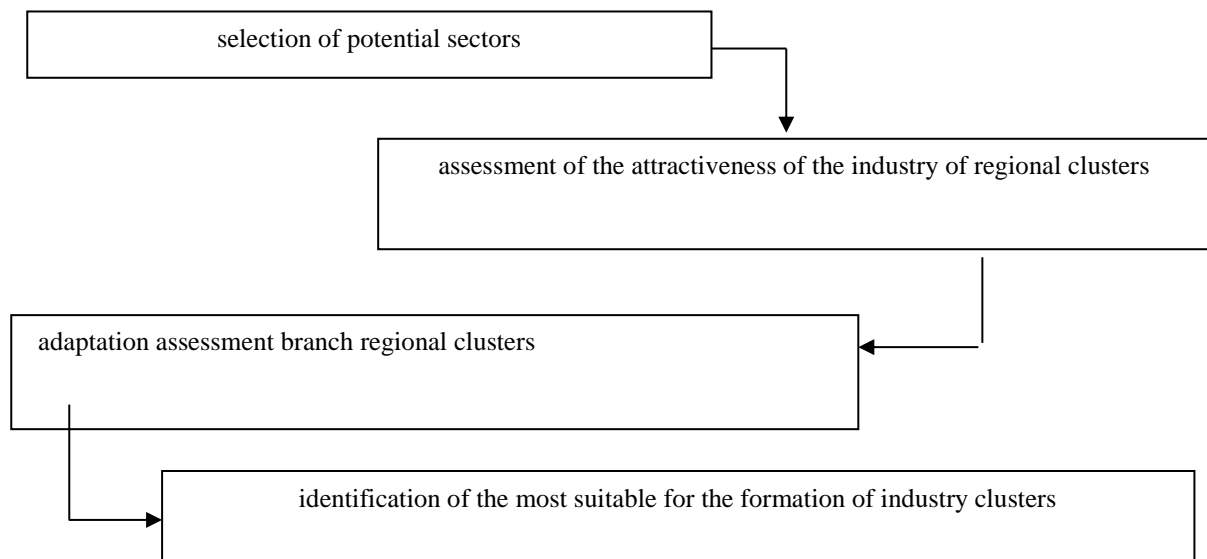 selection of potential sectors
assessment of the attractiveness of the industry of regional clusters
adaptation assessment branch regional clusters
identification of the most suitable for the formation of industry clusters